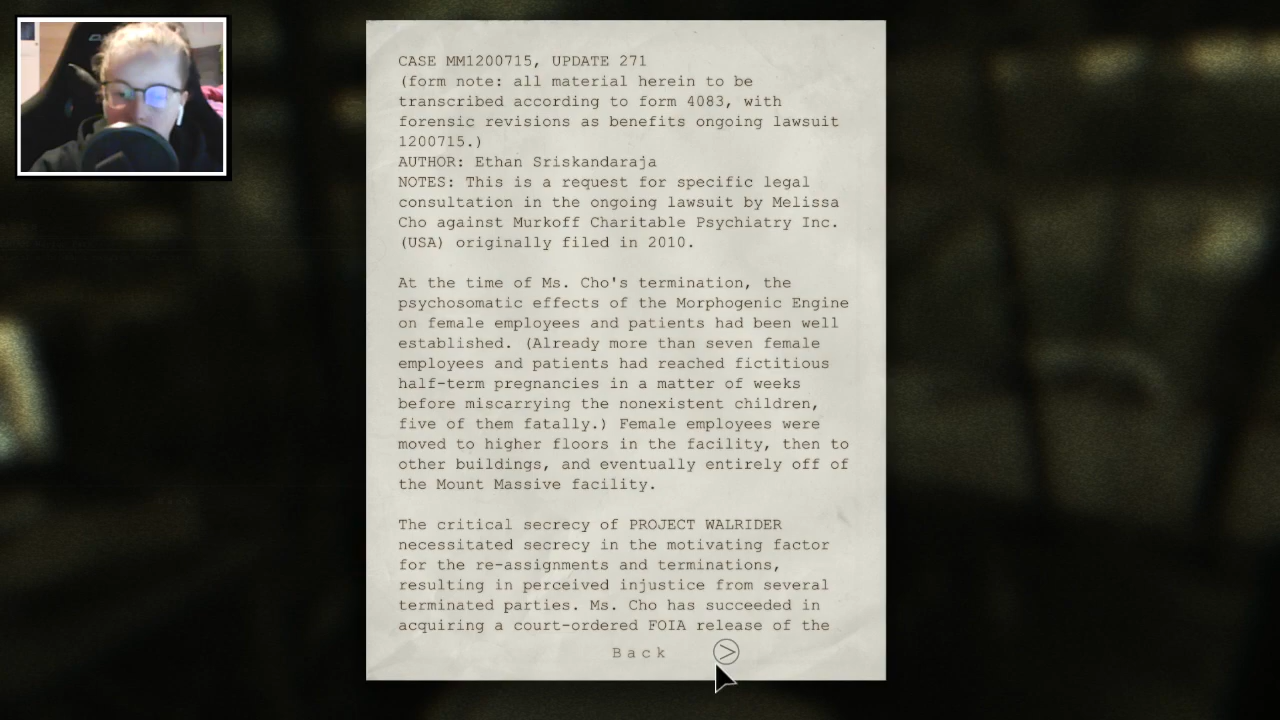 CASE MM1200715, UPDATE 271
(form note: all material herein to be
transcribed according to form 4083, with
forensic revisions as benefits ongoing lawsuit
1200715.)
AUTHOR: Ethan Sriskandaraja
NOTES: This is a request for specific legal
consultation in the ongoing lawsuit by Melissa
Cho against Murkoff Charitable Psychiatry Inc.
(USA) originally filed in 2010.
At the time of Ms. Cho's termination, the
psychosomatic effects of the Morphogenic Engine
on female employees and patients had been well
established. (Already more than seven female
employees and patients had reached fictitious
half-term pregnancies in a matter of weeks
before miscarrying the nonexistent children,
five of them fatally.) Female employees were
moved to higher floors in the facility, then to
other buildings, and eventually entirely off of
the Mount Massive facility.
The critical secrecy of PROJECT WALRIDER
necessitated secrecy in the motivating factor
for the re-assignments and terminations,
resulting in perceived injustice from several
terminated parties. Ms. Cho has succeeded in
acquiring a court-ordered FOIA release of the
Back